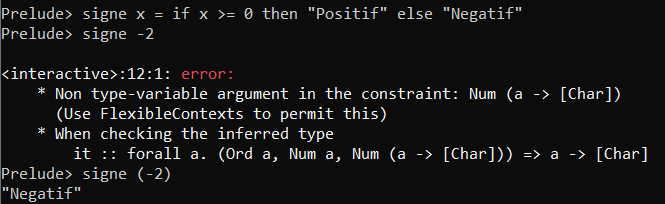 Prelude> signe x = if x >= 0 then "Positif" else "Negatif"
Prelude> signe -2
<interactive>:12:1: error:
    * Non type-variable argument in the constraint: Num (a -> [Char])
      (Use FlexibleContexts to permit this)
    * When checking the inferred type
        it :: forall a. (Ord a, Num a, Num (a -> [Char])) => a -> [Char]
Prelude> signe (-2)
"Negatif"